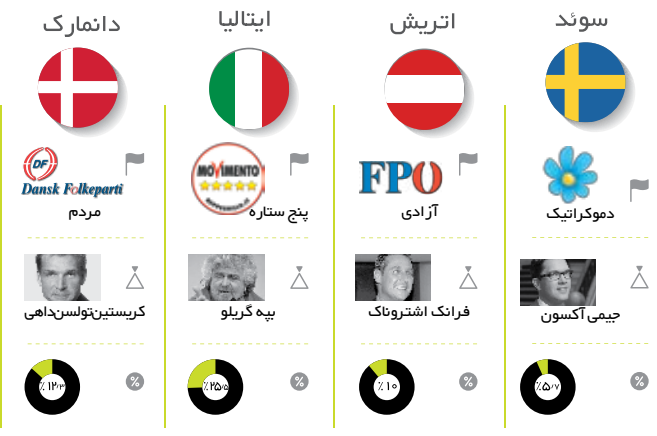 سوئد
اتریش
ایتالیا
دانمارک
FPÖ
MOVIMENTO
DF
Dansk Folkeparti
دموکراتیک
آزادی
پنج ستاره
مردم
جیمی آکسون
فرانک اشتروناک
بپه گریلو
کریستین‌تولسن‌داهی
%
%
%
%
٪۵/۷
٪۱۰
٪۲۵/۵
٪۱۲/۳